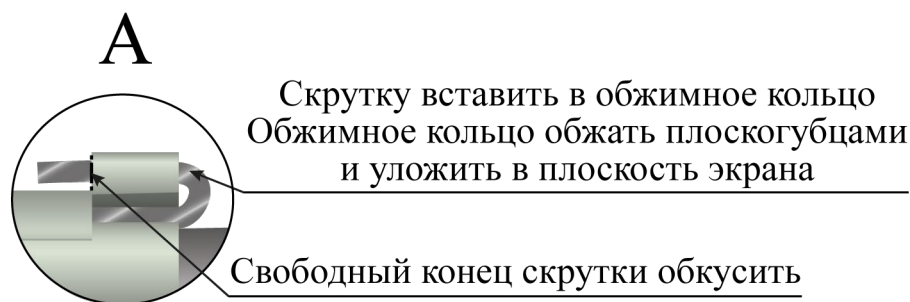 А
Скрутку вставить в обжимное кольцо
Обжимное кольцо обжать плоскогубцами
и уложить в плоскость экрана
Свободный конец скрутки обкусить